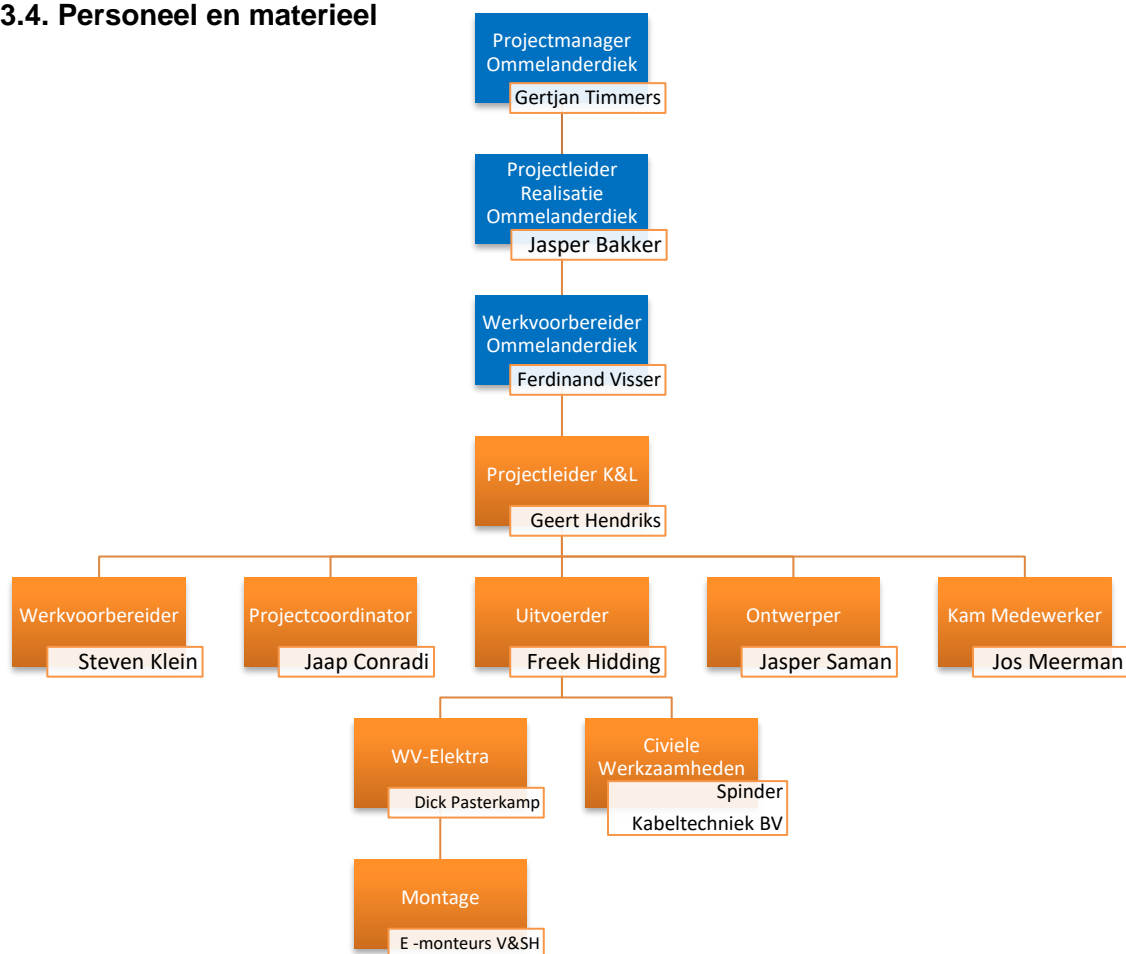 3.4. Personeel en materieel
Projectmanager
Ommelanderdiek
Gertjan Timmers
Projectleider
Realisatie
Ommelanderdiek
Jasper Bakker
Werkvoorbereider
Ommelanderdiek
Ferdinand Visser
Projectleider K&L
Geert Hendriks
Werkvoorbereider
Steven Klein
Projectcoordinator
Jaap Conradi
Uitvoerder
Freek Hidding
Ontwerper
Jasper Saman
Kam Medewerker
Jos Meerman
WV-Elektra
Dick Pasterkamp
Civiele
Werkzaamheden
Spinder
Kabeltechniek BV
Montage
E -monteurs V&SH